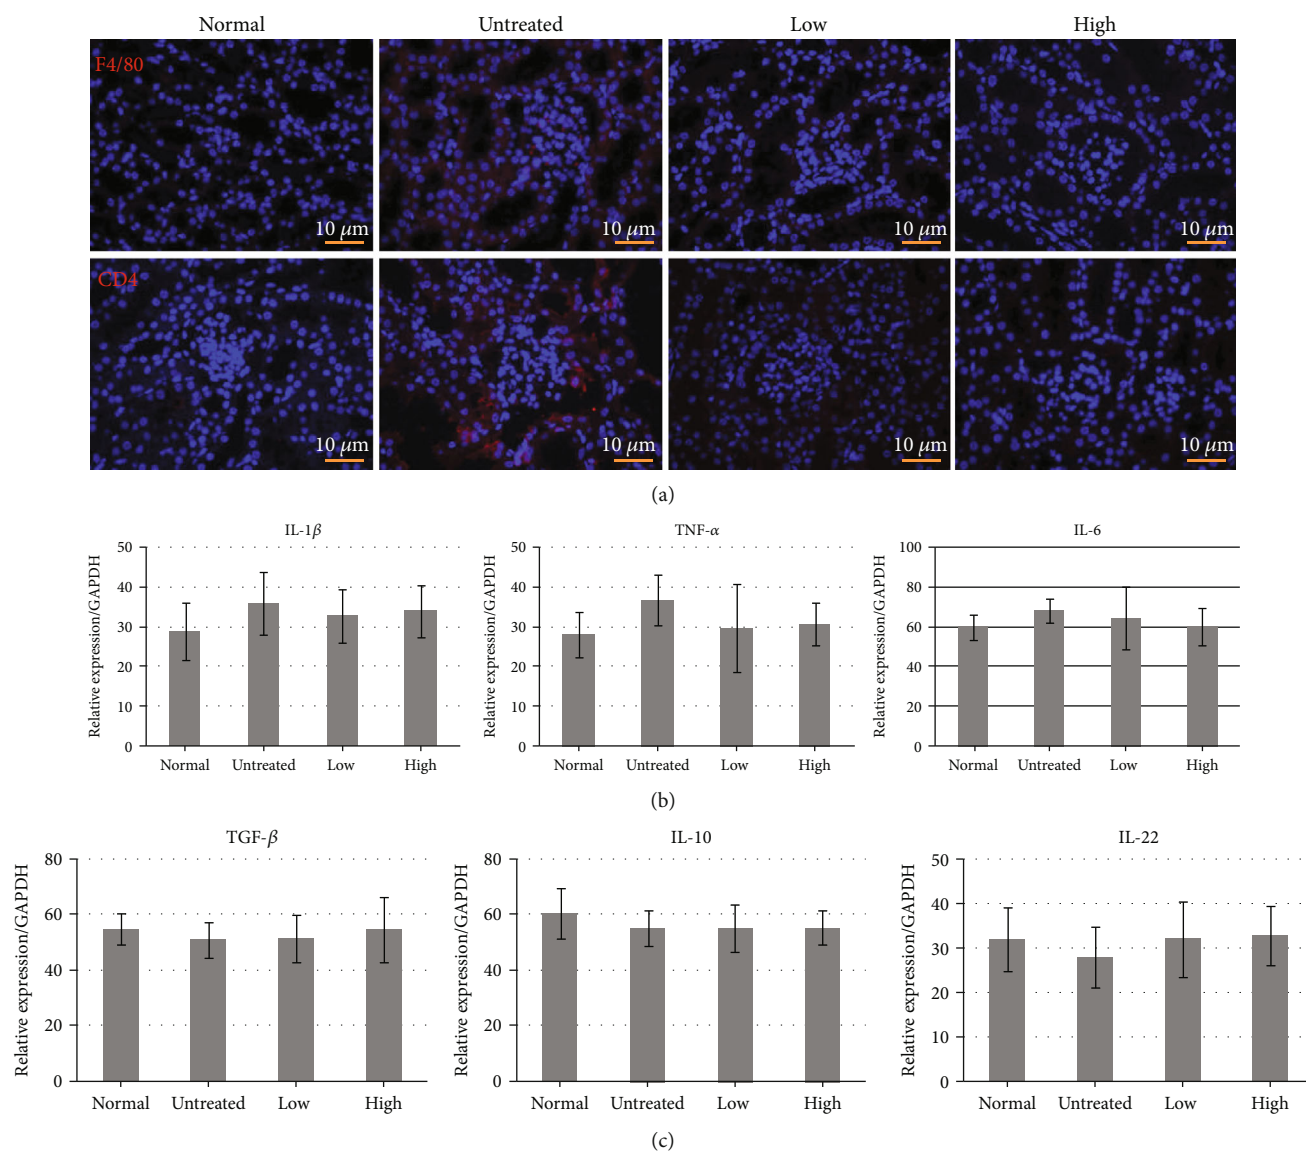 Normal Untreated Low High
F4/80
10 μm 10 μm 10 μm 10 μm
CD4
10 μm 10 μm 10 μm 10 μm
(a)
IL-1β
Relative expression/GAPDH
50
40
30
20
10
0
Normal Untreated Low High
TNF-α
Relative expression/GAPDH
50
40
30
20
10
0
Normal Untreated Low High
IL-6
Relative expression/GAPDH
100
80
60
40
20
0
Normal Untreated Low High
(b)
TGF-β
Relative expression/GAPDH
80
60
40
20
0
Normal Untreated Low High
IL-10
Relative expression/GAPDH
80
60
40
20
0
Normal Untreated Low High
IL-22
Relative expression/GAPDH
50
40
30
20
10
0
Normal Untreated Low High
(c)